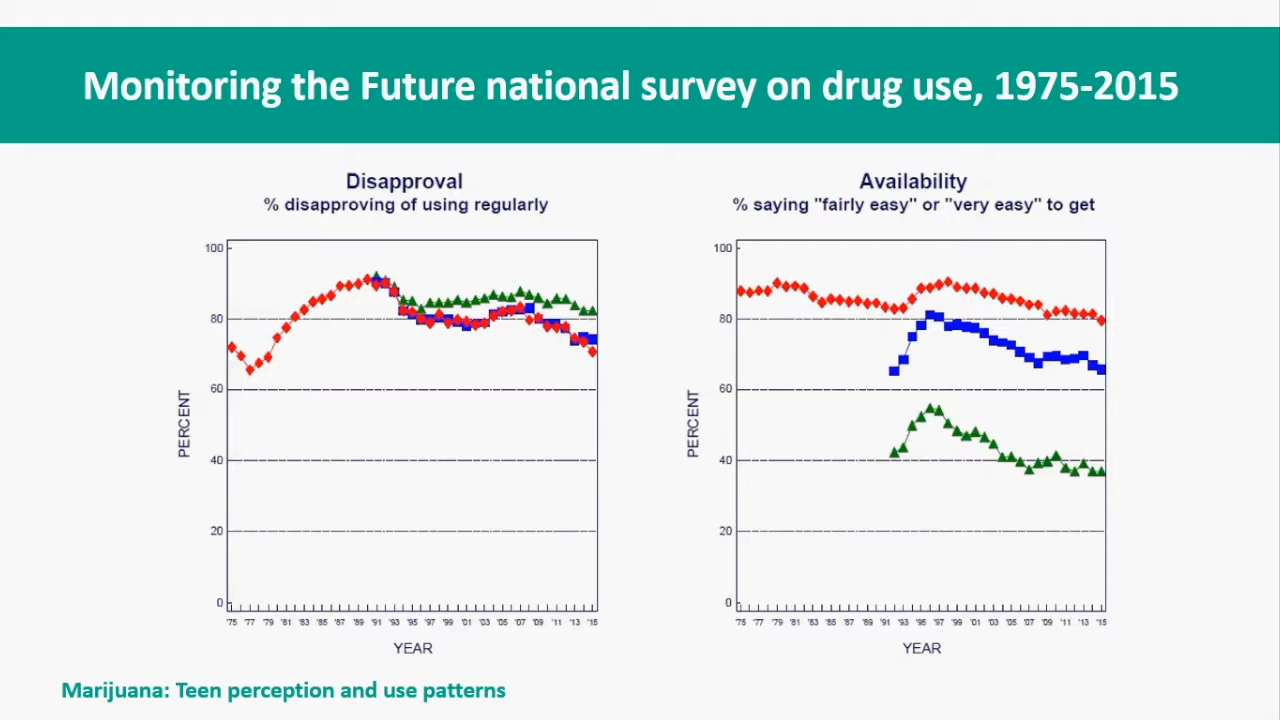 Monitoring the Future national survey on drug use, 1975-2015
Disapproval
% disapproving of using regularly
100
80
60
40
20
0
PERCENT
'75 '77 '79 '81 '83 '85 '87 '89 '91 '93 '95 '97 '99 '01 '03 '05 '07 '09 '11 '13 '15
YEAR
Availability
% saying "fairly easy" or "very easy" to get
100
80
60
40
20
0
PERCENT
'75 '77 '79 '81 '83 '85 '87 '89 '91 '93 '95 '97 '99 '01 '03 '05 '07 '09 '11 '13 '15
YEAR
Marijuana: Teen perception and use patterns